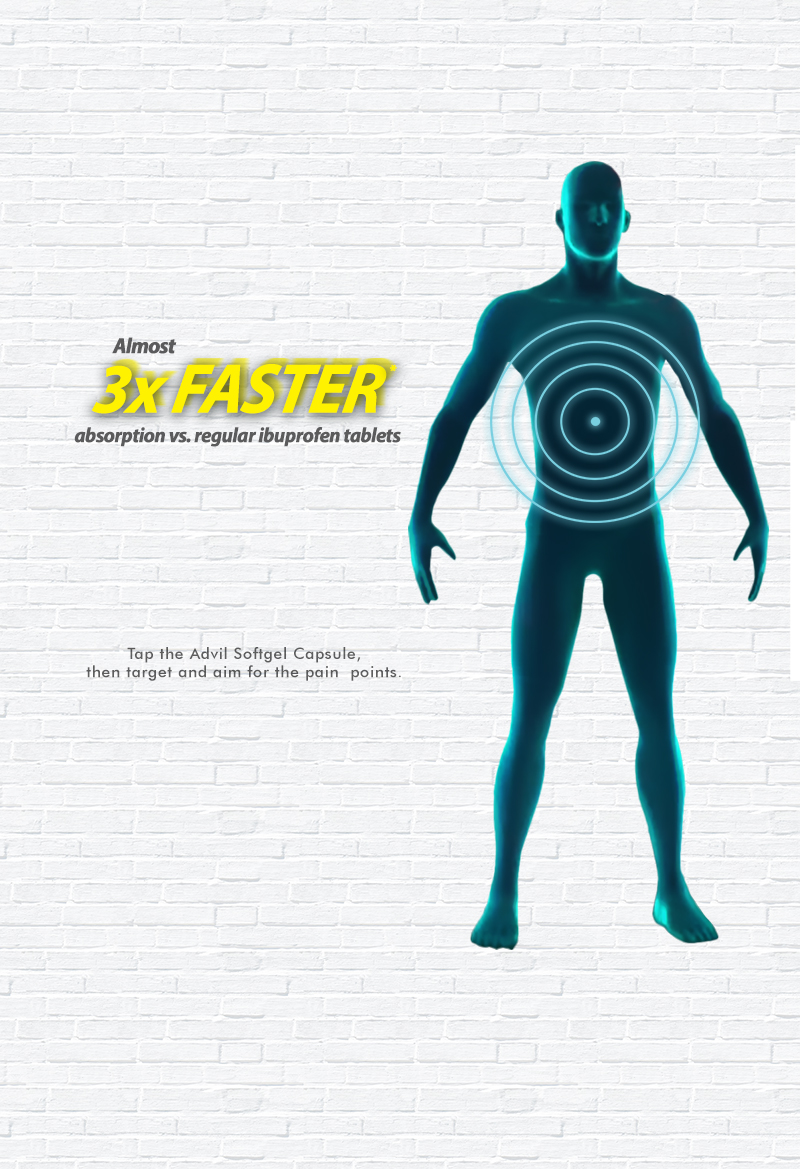 Almost
3x FASTER*
absorption vs. regular ibuprofen tablets
Tap the Advil Softgel Capsule,
then target and aim for the pain points.